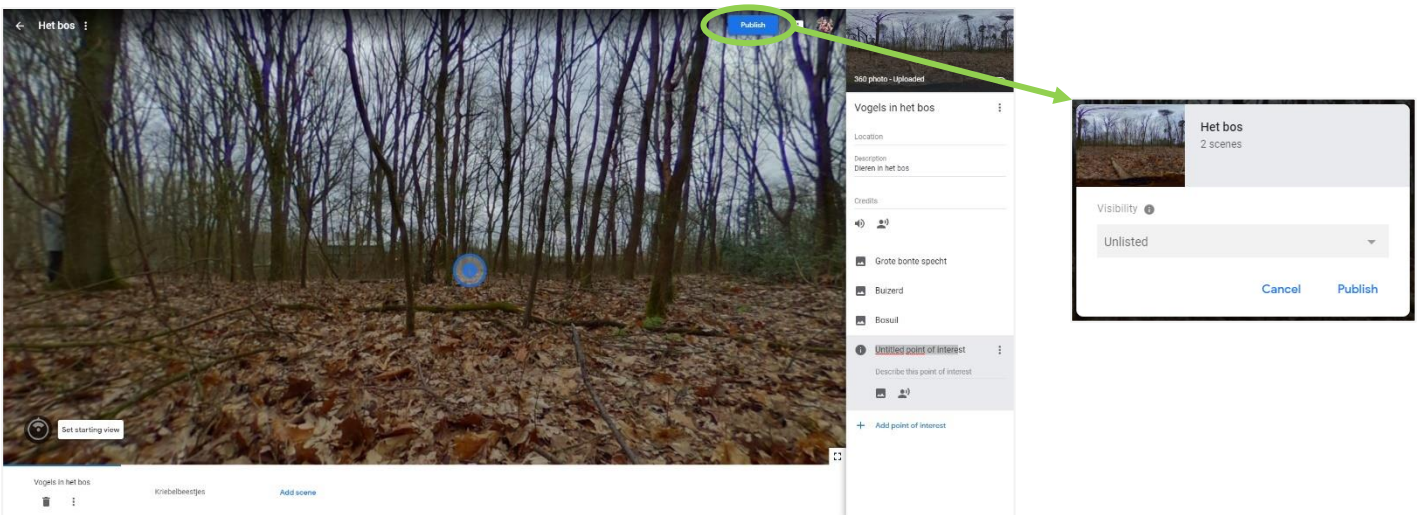 Het bos
Publish
360 photo - Uploaded
Vogels in het bos
Location
Description
Dieren in het bos
Credits
Grote bonte specht
Buizerd
Bosuil
Untitled point of interest
Describe this point of interest
Add point of interest
Set starting view
Vogels in het bos
Kriebelbeestjes
Add scene
Het bos
2 scenes
Visibility
Unlisted
Cancel
Publish